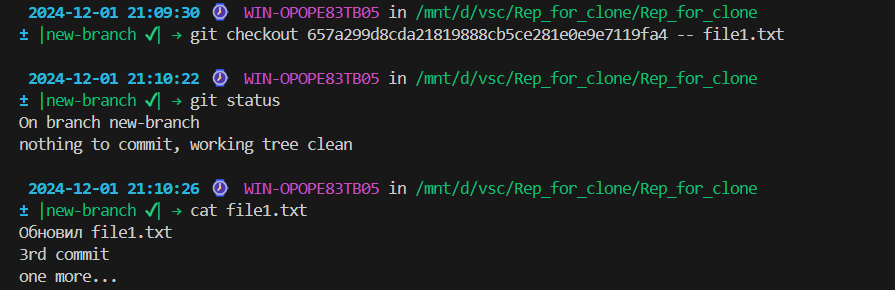 2024-12-01 21:09:30 WIN-OPOPE83TB05 in /mnt/d/vsc/Rep_for_clone/Rep_for_clone
± |new-branch ✓| → git checkout 657a299d8cda21819888cb5ce281e0e9e7119fa4 -- file1.txt
2024-12-01 21:10:22 WIN-OPOPE83TB05 in /mnt/d/vsc/Rep_for_clone/Rep_for_clone
± |new-branch ✓| → git status
On branch new-branch
nothing to commit, working tree clean
2024-12-01 21:10:26 WIN-OPOPE83TB05 in /mnt/d/vsc/Rep_for_clone/Rep_for_clone
± |new-branch ✓| → cat file1.txt
Обновил file1.txt
3rd commit
one more...